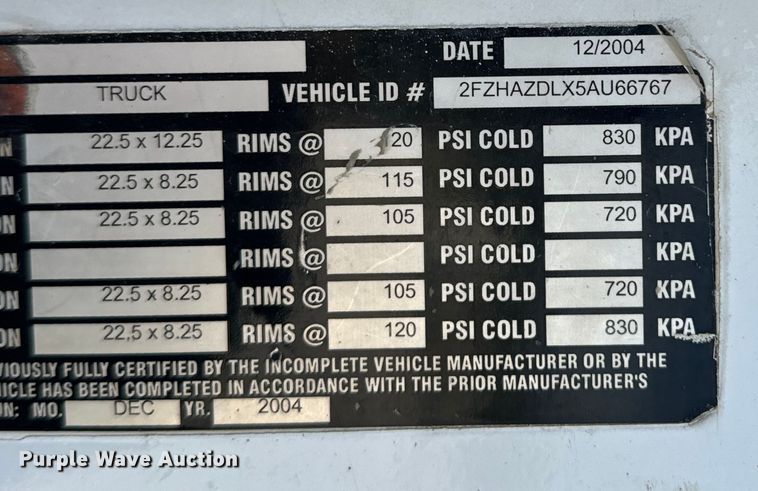 DATE 12/2004
TRUCK VEHICLE ID # 2FZHAZDLX5AU66767
22.5 x 12.25 RIMS @ 20 PSI COLD 830 KPA
22.5 x 8.25 RIMS @ 115 PSI COLD 790 KPA
22.5 x 8.25 RIMS @ 105 PSI COLD 720 KPA
RIMS @ PSI COLD KPA
22.5 x 8.25 RIMS @ 105 PSI COLD 720 KPA
22,5 x 8.25 RIMS @ 120 PSI COLD 830 KPA
VIOUSLY FULLY CERTIFIED BY THE INCOMPLETE VEHICLE MANUFACTURER OR BY THE
HICLE HAS BEEN COMPLETED IN ACCORDANCE WITH THE PRIOR MANUFACTURER'S
ON: MO. DEC YR. 2004
Purple Wave Auction